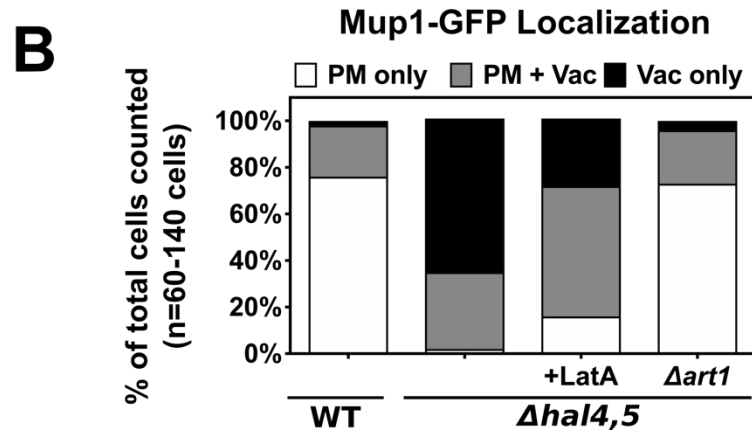 B
Mup1-GFP Localization
PM only PM + Vac Vac only
% of total cells counted
(n=60-140 cells)
100%
80%
60%
40%
20%
0%
+LatA Δart1
WT Δhal4,5